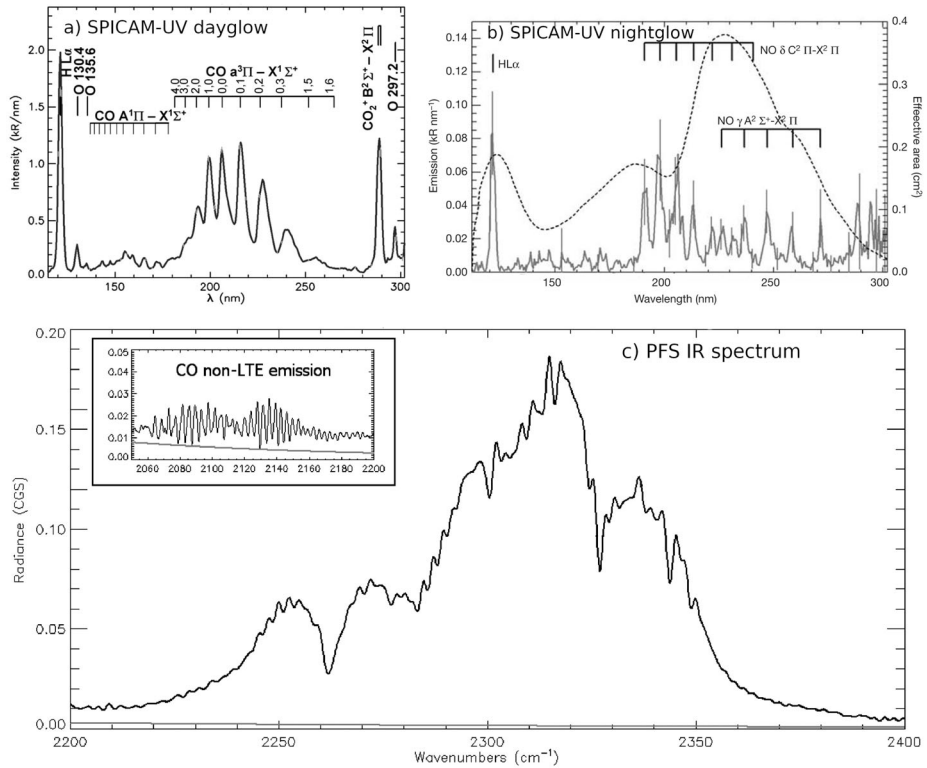 a) SPICAM-UV dayglow
2.0
1.5
1.0
0.5
0.0
Intensity (kR/nm)
H Lα
O 130.4
O 135.6
CO A¹Π – X¹Σ⁺
CO a³Π – X¹ Σ⁺
4.0
3.0
2.0
1.0
0.0
0.1
0.2
0.3
1.5
1.6
CO₂⁺ B²Σ⁺ – X² Π
O 297.2
150
200
250
300
λ (nm)
b) SPICAM-UV nightglow
0.14
0.12
0.10
0.08
0.06
0.04
0.02
0.00
Emission (kR nm⁻¹)
HLα
NO δ C² Π-X² Π
NO γ A² Σ⁺-X² Π
0.4
0.3
0.2
0.1
0.0
Effeective area (cm²)
150
200
250
300
Wavelength (nm)
c) PFS IR spectrum
0.20
0.15
0.10
0.05
0.00
Radiance (CGS)
CO non-LTE emission
0.05
0.04
0.03
0.02
0.01
0.00
2060 2080 2100 2120 2140 2160 2180 2200
2200 2250 2300 2350 2400
Wavenumbers (cm⁻¹)